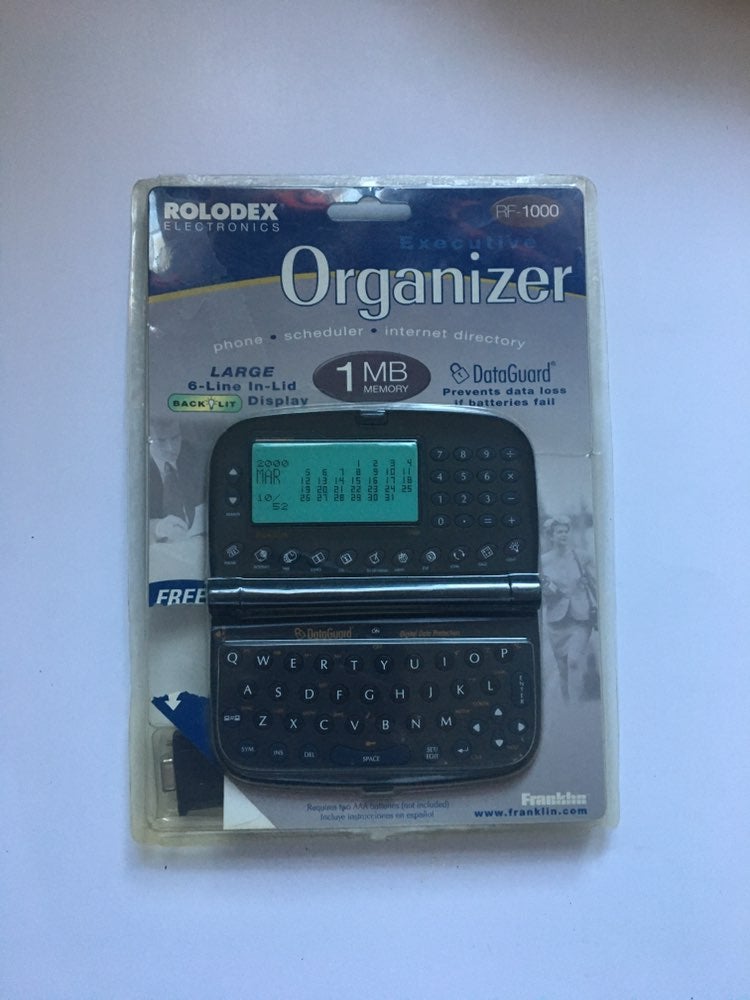 ROLODEX®
ELECTRONICS
RF-1000
Executive
Organizer
phone • scheduler • internet directory
LARGE
6-Line In-Lid
BACK LIT Display
1 MB
MEMORY
DataGuard®
Prevents data loss
if batteries fail
2000 1 2 3 4
MAR 5 6 7 8 9 10 11
12 13 14 15 16 17 18
19 20 21 22 23 24 25
10/ 26 27 28 29 30 31
52
7 8 9 ÷
4 5 6 ×
1 2 3 -
0 . = +
FREE
DataGuard
ON
Digital Data Protection
Q W E R T Y U I O P
A S D F G H J K L
ENTER
Z X C V B N M
SYM INS DEL SPACE SET/
EDIT
Requires two AAA batteries (not included)
Incluye instrucciones en español
Franklin
www.franklin.com